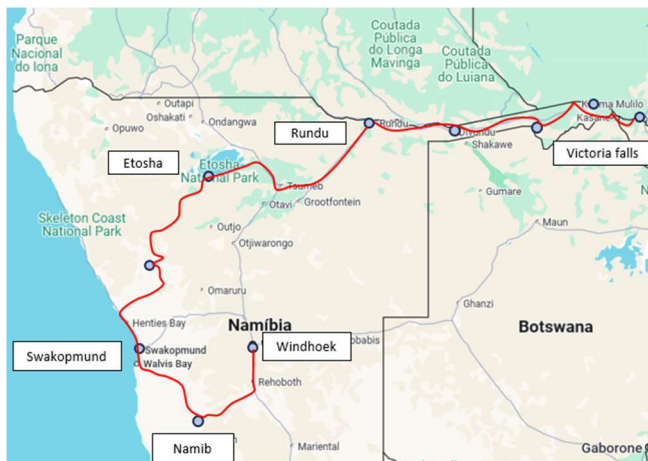 Parque
Nacional
do Iona
Coutada
Pública
do Longa
Mavinga
Coutada
Pública
do Luiana
Outapi
Oshakati
Ondangwa
Opuwo
Rundu
Rundu
Divundu
Shakawe
Katima Mulilo
Kasane
Victoria falls
Etosha
Etosha
National Park
Tsumeb
Otavi
Grootfontein
Gumare
Maun
Skeleton Coast
National Park
Outjo
Otjiwarongo
Omaruru
Ghanzi
Henties Bay
Namíbia
Botswana
Swakopmund
Swakopmund
Walvis Bay
Windhoek
Rehoboth
Namib
Mariental
Gaborone